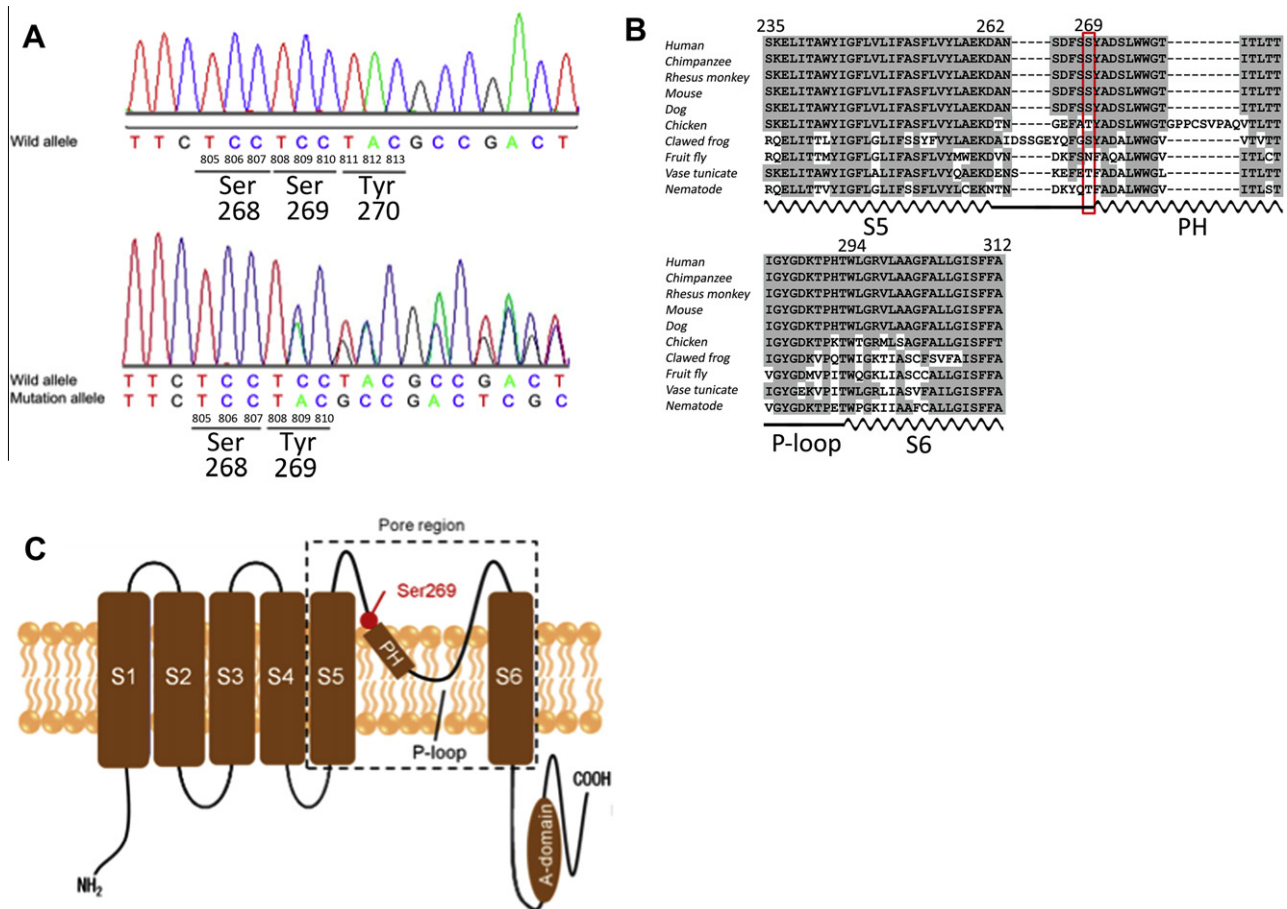 A
Wild allele T T C T C C T C C T A C G C C G A C T
805 806 807 808 809 810 811 812 813
Ser Ser Tyr
268 269 270
Wild allele T T C T C C T C C T A C G C C G A C T
Mutation allele T T C T C C T A C G C C G A C T C G C
805 806 807 808 809 810
Ser Tyr
268 269
B
235 262 269
Human SKELITAWYIGFLVLIFASFLVYLAEKDAN-----SDFSSYADSLWWGT----------ITLTT
Chimpanzee SKELITAWYIGFLVLIFASFLVYLAEKDAN-----SDFSSYADSLWWGT----------ITLTT
Rhesus monkey SKELITAWYIGFLVLIFASFLVYLAEKDAN-----SDFSSYADSLWWGT----------ITLTT
Mouse SKELITAWYIGFLVLIFASFLVYLAEKDAN-----SDFSSYADSLWWGT----------ITLTT
Dog SKELITAWYIGFLVLIFASFLVYLAEKDAN-----SDFSSYADSLWWGT----------ITLTT
Chicken SKELITAWYIGFLVLIFASFLVYLAEKDTN-----GEFATYADSLWWGTGPPCSVPAQVTLTT
Clawed frog RQELITTLYIGFLGLIFSSYFVYLAEKDAIDSSGEYQFGSYADALWWGV----------ITLTT
Fruit fly RQELITTMYIGFLGLIFSSYFVYMWEKDVN-----DKFSNFAQALWWGV----------ITLCT
Vase tunicate SKELITAWYIGFLVLIFASFLVYQAEKDENS----KEFETFADALWWGL----------ITLTT
Nematode RQELLTTVYIGFLGLIFSSFLVYLCEKNTN-----DKYQTFADALWWGV----------ITLST
S5 PH
294 312
Human IGYGDKTPHTWLGRVLAAGFALLGISFFA
Chimpanzee IGYGDKTPHTWLGRVLAAGFALLGISFFA
Rhesus monkey IGYGDKTPHTWLGRVLAAGFALLGISFFA
Mouse IGYGDKTPHTWLGRVLAAGFALLGISFFA
Dog IGYGDKTPHTWLGRVLAAGFALLGISFFA
Chicken IGYGDKTPKTWTGRMLSAGFALLGISFFT
Clawed frog IGYGDKVPQTWIGKTIASCFSVFAISFFA
Fruit fly VGYGDMVPITWQGKLIASCCALLGISFFA
Vase tunicate IGYGEKVPITWLGRLIASVFALLGISFFA
Nematode VGYGDKTPETWPGKIIAAFCALLGISFFA
P-loop S6
C
Pore region
Ser269
S1 S2 S3 S4 S5 PH S6
P-loop
COOH
A-domain
NH2